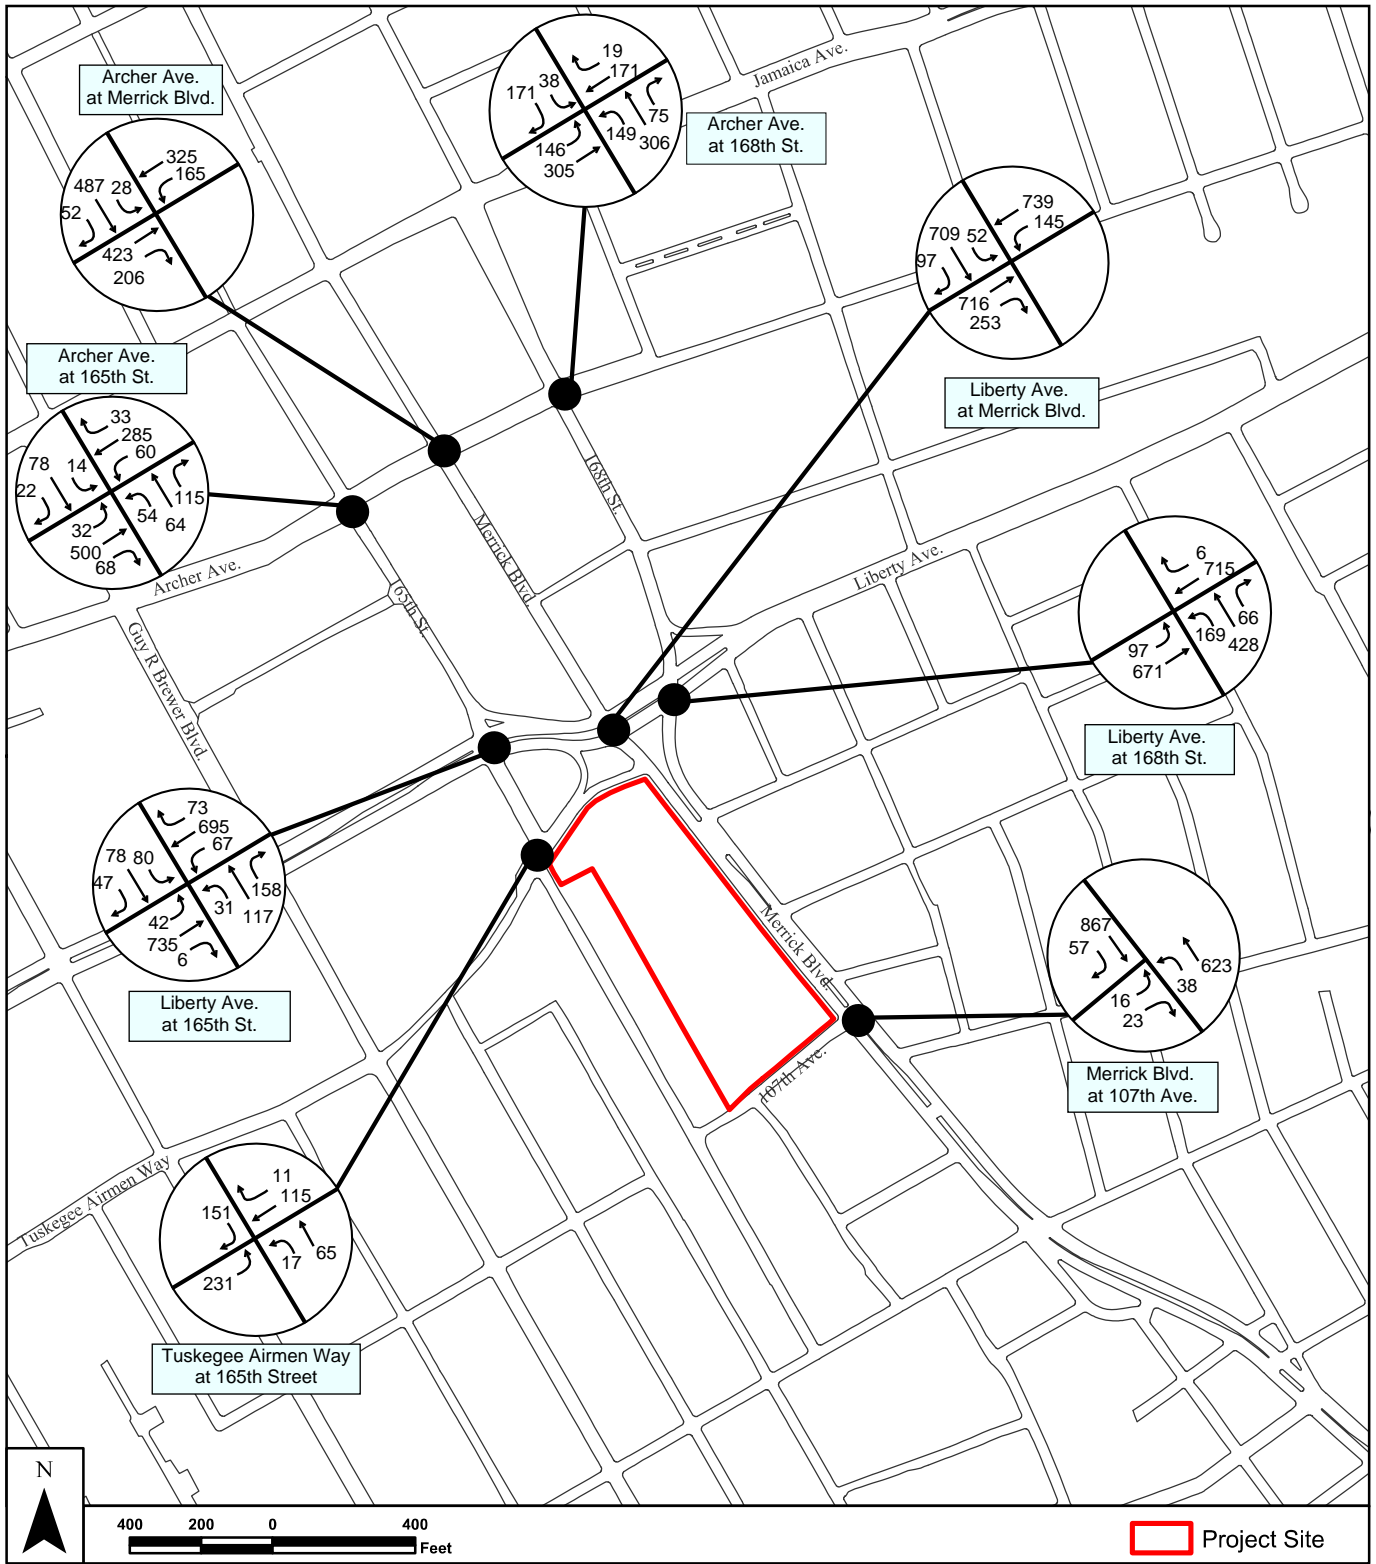 Jamaica Ave.
Archer Ave.
at Merrick Blvd.
325
165
487
28
52
423
206
19
171
38
171
75
149
306
146
305
Archer Ave.
at 168th St.
739
145
709
52
97
716
253
Liberty Ave.
at Merrick Blvd.
Archer Ave.
at 165th St.
33
285
60
78
14
22
115
54
64
32
500
68
168th St.
Merrick Blvd.
Archer Ave.
65th St.
Liberty Ave.
Guy R Brewer Blvd.
6
715
66
169
428
97
671
Liberty Ave.
at 168th St.
73
695
67
78
80
47
158
31
117
42
735
6
Liberty Ave.
at 165th St.
Merrick Blvd.
867
57
623
38
16
23
Merrick Blvd.
at 107th Ave.
107th Ave.
Tuskegee Airmen Way
11
115
151
65
17
231
Tuskegee Airmen Way
at 165th Street
N
400 200 0 400
Feet
Project Site